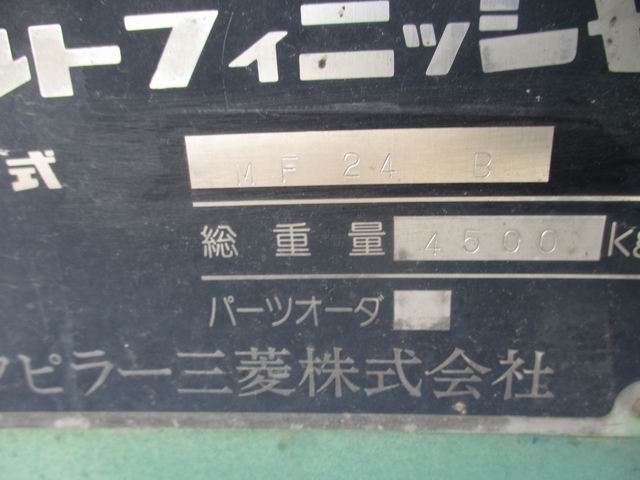 ルトフィニッシャ
式 MF 24 B
総重量 4500 Kg
パーツオーダ
タピラー三菱株式会社